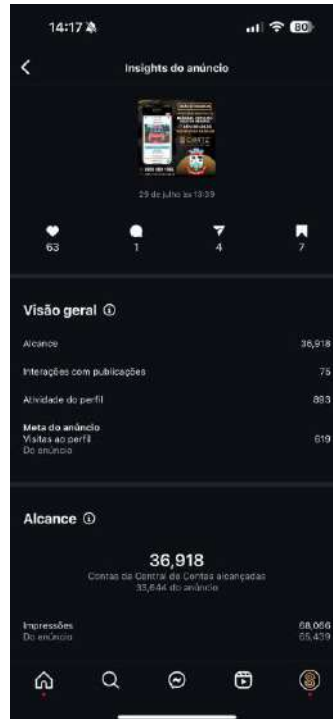 14:17
80
Insights do anúncio
29 de julho às 13:39
63
1
4
7
Visão geral
Alcance 36,918
Interações com publicações 75
Atividade do perfil 893
Meta do anúncio
Visitas ao perfil 619
Do anúncio
Alcance
36,918
Contas da Central de Contas alcançadas
33,644 do anúncio
Impressões 68,066
Do anúncio 65,439